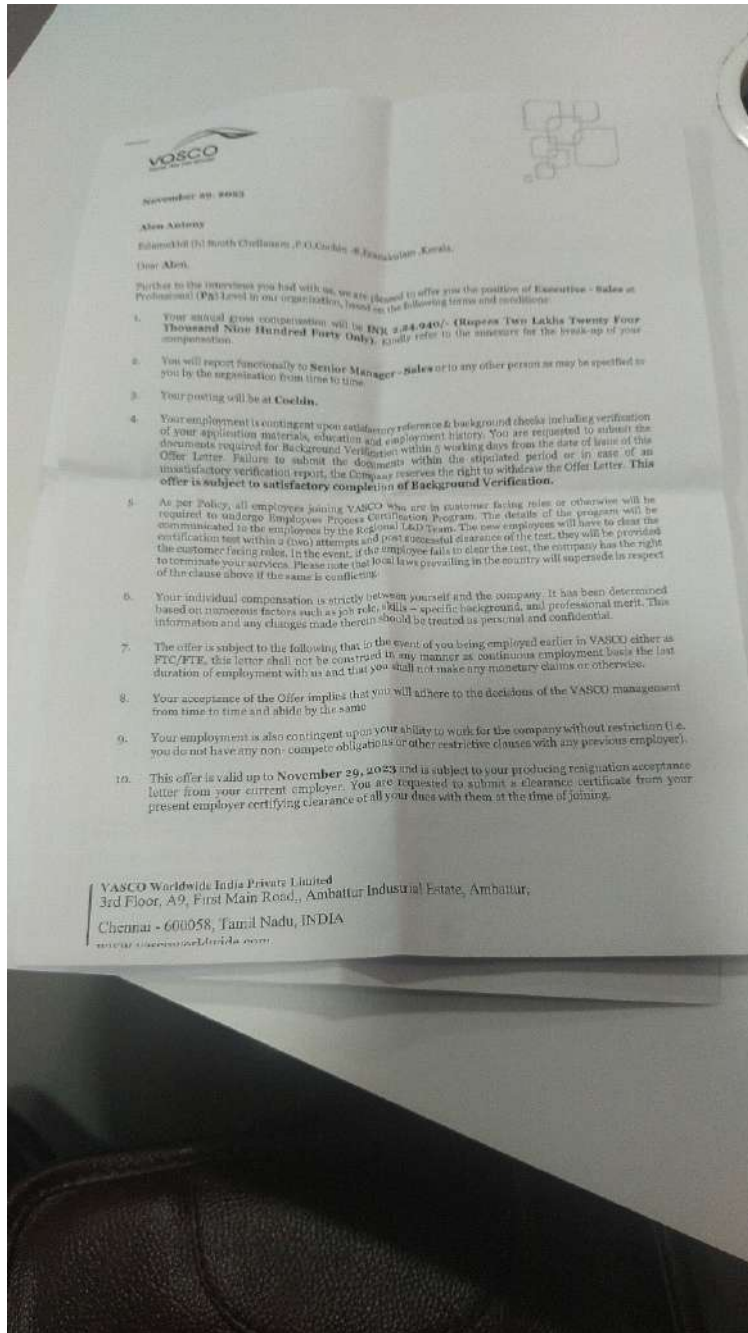 VOSCO
November 29, 2023
Alen Antony
(h) South Chellanam ,P.O,Cochin -8,Ernakulam ,Kerala.
Dear Alen,
Further to the interviews you had with us, we are pleased to offer you the position of Executive - Sales at
Professional (P5) Level in our organization, based on the following terms and conditions:
1. Your annual gross compensation will be INR 2,24,940/- (Rupees Two Lakhs Twenty Four
Thousand Nine Hundred Forty Only). Kindly refer to the annexure for the break-up of your
compensation.
2. You will report functionally to Senior Manager - Sales or to any other person as may be specified to
you by the organisation from time to time.
3. Your posting will be at Cochin.
4. Your employment is contingent upon satisfactory reference & background checks including verification
of your application materials, education and employment history. You are requested to submit the
documents required for Background Verification within 5 working days from the date of issue of this
Offer Letter. Failure to submit the documents within the stipulated period or in case of an
unsatisfactory verification report, the Company reserves the right to withdraw the Offer Letter. This
offer is subject to satisfactory completion of Background Verification.
5. As per Policy, all employees joining VASCO who are in customer facing roles or otherwise will be
required to undergo Employees Process Certification Program. The details of the program will be
communicated to the employees by the Regional L&D Team. The new employees will have to clear the
certification test within 2 (two) attempts and post successful clearance of the test, they will be provided
the customer facing roles. In the event, if the employee fails to clear the test, the company has the right
to terminate your services. Please note that local laws prevailing in the country will supersede in respect
of the clause above if the same is conflicting.
6. Your individual compensation is strictly between yourself and the company. It has been determined
based on numerous factors such as job role, skills – specific background, and professional merit. This
information and any changes made therein should be treated as personal and confidential.
7. The offer is subject to the following that in the event of you being employed earlier in VASCO either as
FTC/FTE, this letter shall not be construed in any manner as continuous employment basis the last
duration of employment with us and that you shall not make any monetary claims or otherwise.
8. Your acceptance of the Offer implies that you will adhere to the decisions of the VASCO management
from time to time and abide by the same
9. Your employment is also contingent upon your ability to work for the company without restriction (i.e.
you do not have any non- compete obligations or other restrictive clauses with any previous employer).
10. This offer is valid up to November 29, 2023 and is subject to your producing resignation acceptance
letter from your current employer. You are requested to submit a clearance certificate from your
present employer certifying clearance of all your dues with them at the time of joining.
VASCO Worldwide India Private Limited
3rd Floor, A9, First Main Road,, Ambattur Industrial Estate, Ambattur,
Chennai - 600058, Tamil Nadu, INDIA